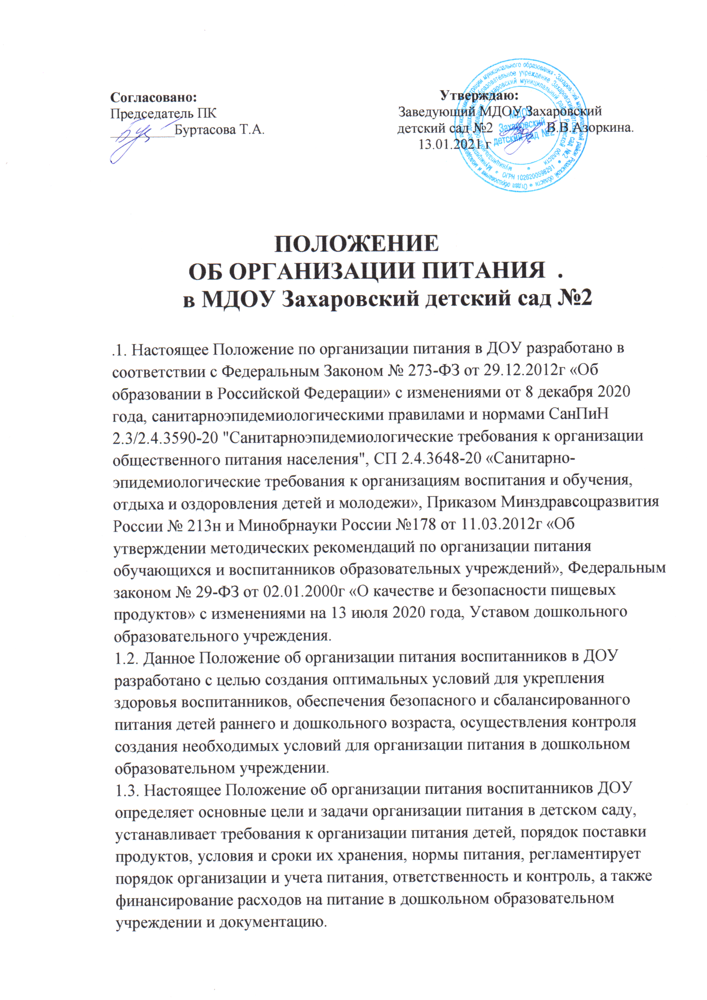 Согласовано:
Председатель ПК
Буртасова Т.А.
Утверждаю:
Заведующий МДОУ Захаровский
детский сад №2 В.В.Азоркина.
13.01.2021 г
МДОУ
Захаровский
детский сад №2
ОГРН 1026200598291
ПОЛОЖЕНИЕ
ОБ ОРГАНИЗАЦИИ ПИТАНИЯ .
в МДОУ Захаровский детский сад №2
.1. Настоящее Положение по организации питания в ДОУ разработано в
соответствии с Федеральным Законом № 273-ФЗ от 29.12.2012г «Об
образовании в Российской Федерации» с изменениями от 8 декабря 2020
года, санитарноэпидемиологическими правилами и нормами СанПиН
2.3/2.4.3590-20 "Санитарноэпидемиологические требования к организации
общественного питания населения", СП 2.4.3648-20 «Санитарно-
эпидемиологические требования к организациям воспитания и обучения,
отдыха и оздоровления детей и молодежи», Приказом Минздравсоцразвития
России № 213н и Минобрнауки России №178 от 11.03.2012г «Об
утверждении методических рекомендаций по организации питания
обучающихся и воспитанников образовательных учреждений», Федеральным
законом № 29-ФЗ от 02.01.2000г «О качестве и безопасности пищевых
продуктов» с изменениями на 13 июля 2020 года, Уставом дошкольного
образовательного учреждения.
1.2. Данное Положение об организации питания воспитанников в ДОУ
разработано с целью создания оптимальных условий для укрепления
здоровья воспитанников, обеспечения безопасного и сбалансированного
питания детей раннего и дошкольного возраста, осуществления контроля
создания необходимых условий для организации питания в дошкольном
образовательном учреждении.
1.3. Настоящее Положение об организации питания воспитанников ДОУ
определяет основные цели и задачи организации питания в детском саду,
устанавливает требования к организации питания детей, порядок поставки
продуктов, условия и сроки их хранения, нормы питания, регламентирует
порядок организации и учета питания, ответственность и контроль, а также
финансирование расходов на питание в дошкольном образовательном
учреждении и документацию.